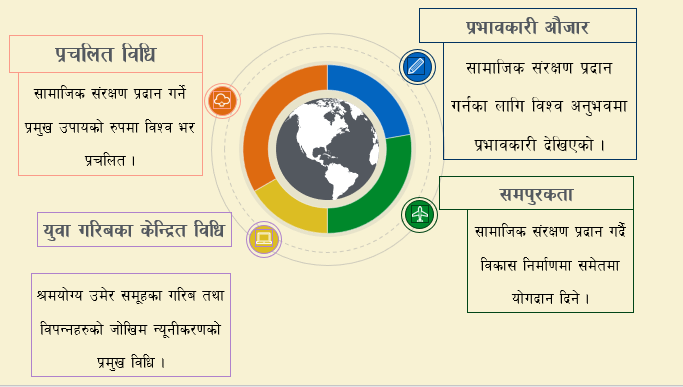 प्रचलित विधि
सामाजिक संरक्षण प्रदान गर्ने
प्रमुख उपायको रुपमा विश्व भर
प्रचलित ।
प्रभावकारी औजार
सामाजिक संरक्षण प्रदान
गर्नका लागि विश्व अनुभवमा
प्रभावकारी देखिएको ।
युवा गरिबका केन्द्रित विधि
श्रमयोग्य उमेर समूहका गरिब तथा
विपन्नहरुको जोखिम न्यूनीकरणको
प्रमुख विधि ।
समपुरकता
सामाजिक संरक्षण प्रदान गर्दै
विकास निर्माणमा समेतमा
योगदान दिने ।